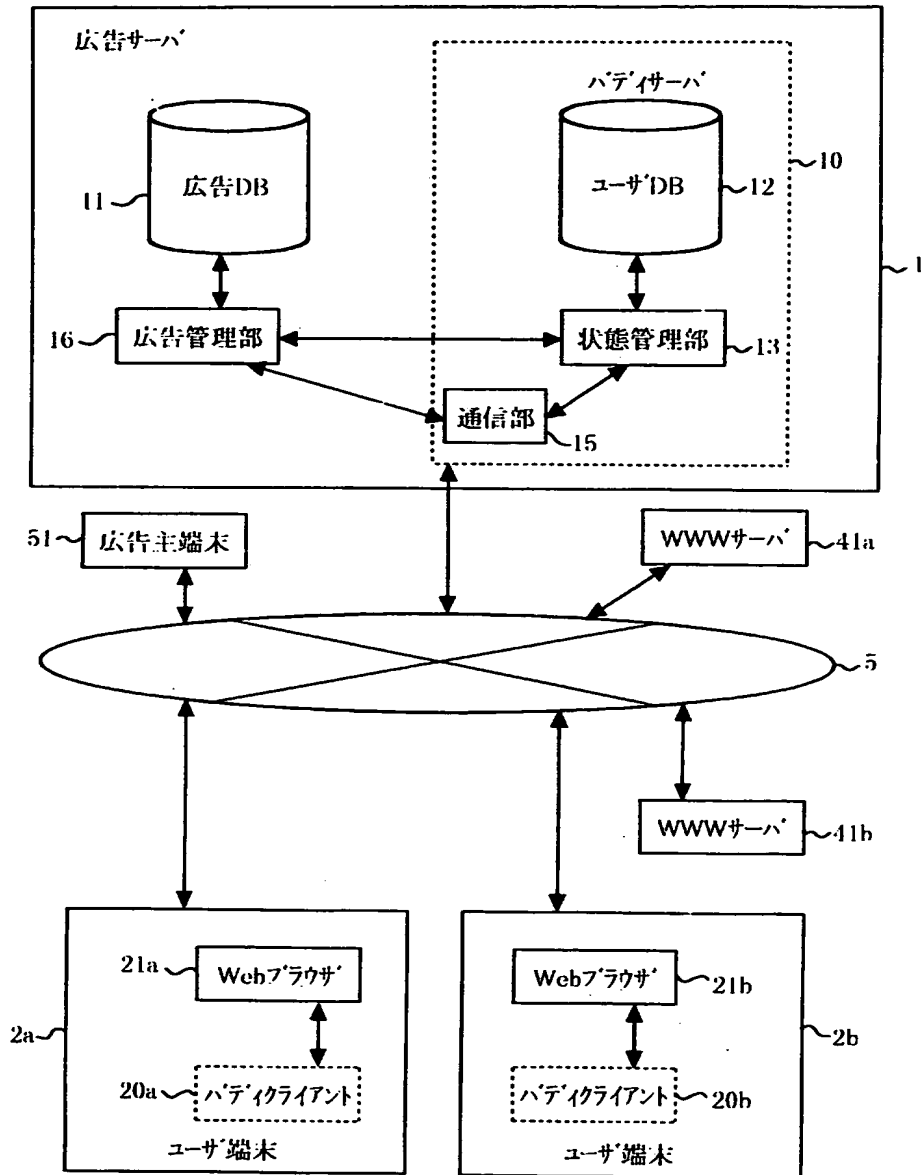 広告サーバ
バディサーバ
10
広告DB
11
ユーザDB
12
1
16
広告管理部
状態管理部
13
通信部
15
51
広告主端末
WWWサーバ
41a
5
WWWサーバ
41b
21a
Webブラウザ
Webブラウザ
21b
2a
2b
20a
バディクライアント
バディクライアント
20b
ユーザ端末
ユーザ端末